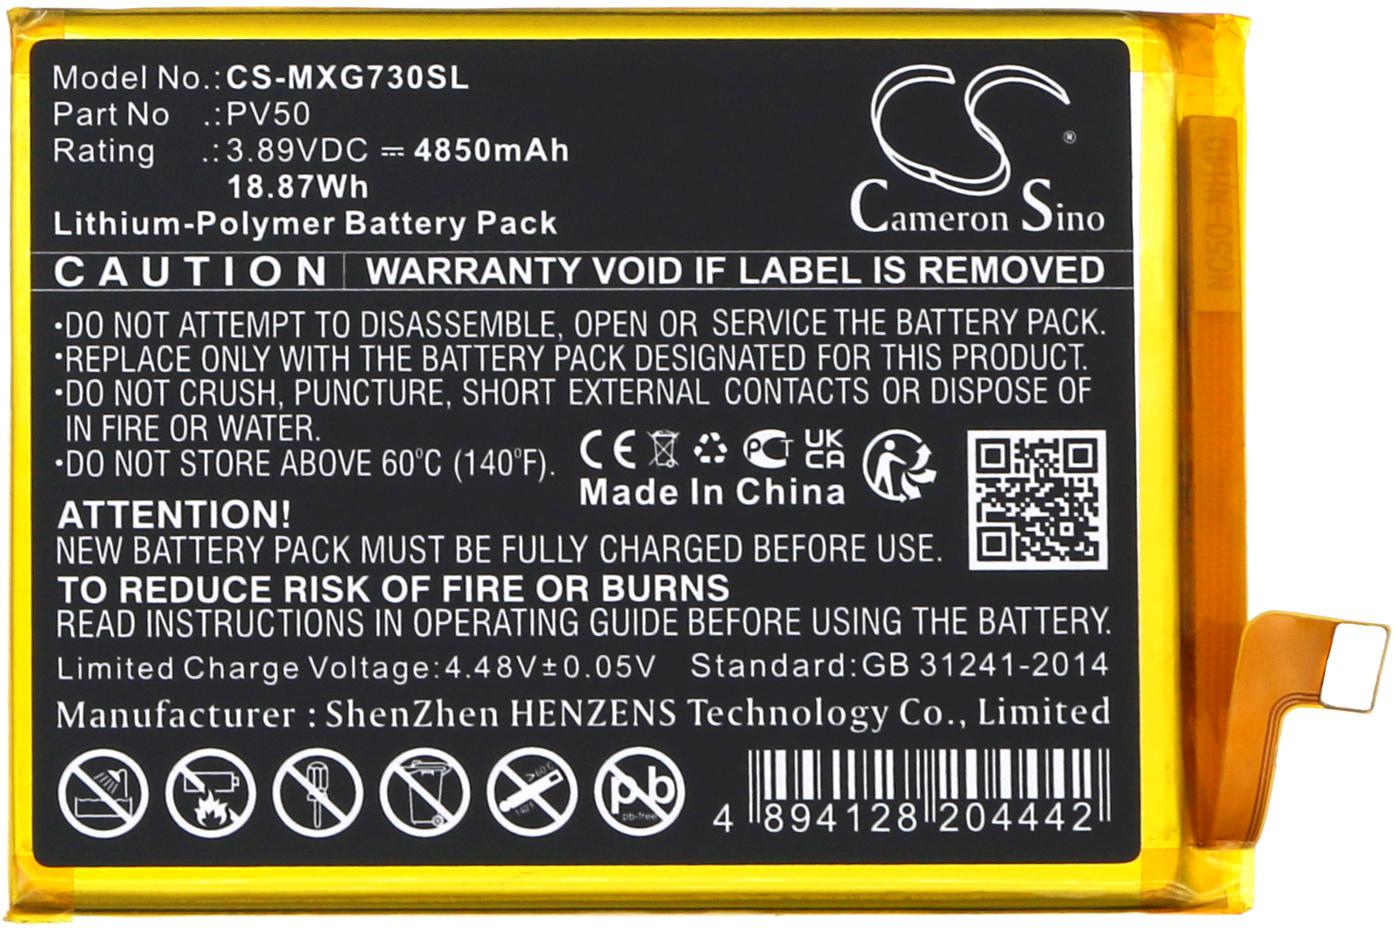 Model No.:CS-MXG730SL
Part No .:PV50
Rating .:3.89VDC ⎓ 4850mAh
18.87Wh
Lithium-Polymer Battery Pack
CS
®
Cameron Sino
CAUTION WARRANTY VOID IF LABEL IS REMOVED
•DO NOT ATTEMPT TO DISASSEMBLE, OPEN OR SERVICE THE BATTERY PACK.
•REPLACE ONLY WITH THE BATTERY PACK DESIGNATED FOR THIS PRODUCT.
•DO NOT CRUSH, PUNCTURE, SHORT EXTERNAL CONTACTS OR DISPOSE OF
IN FIRE OR WATER.
•DO NOT STORE ABOVE 60°C (140°F).
CE PCT UK
CA
Made In China
ATTENTION!
NEW BATTERY PACK MUST BE FULLY CHARGED BEFORE USE.
TO REDUCE RISK OF FIRE OR BURNS
READ INSTRUCTIONS IN OPERATING GUIDE BEFORE USING THE BATTERY.
Limited Charge Voltage:4.48V±0.05V Standard:GB 31241-2014
Manufacturer : ShenZhen HENZENS Technology Co., Limited
>60°C
140°F
pb
pb-free
4 894128 204442